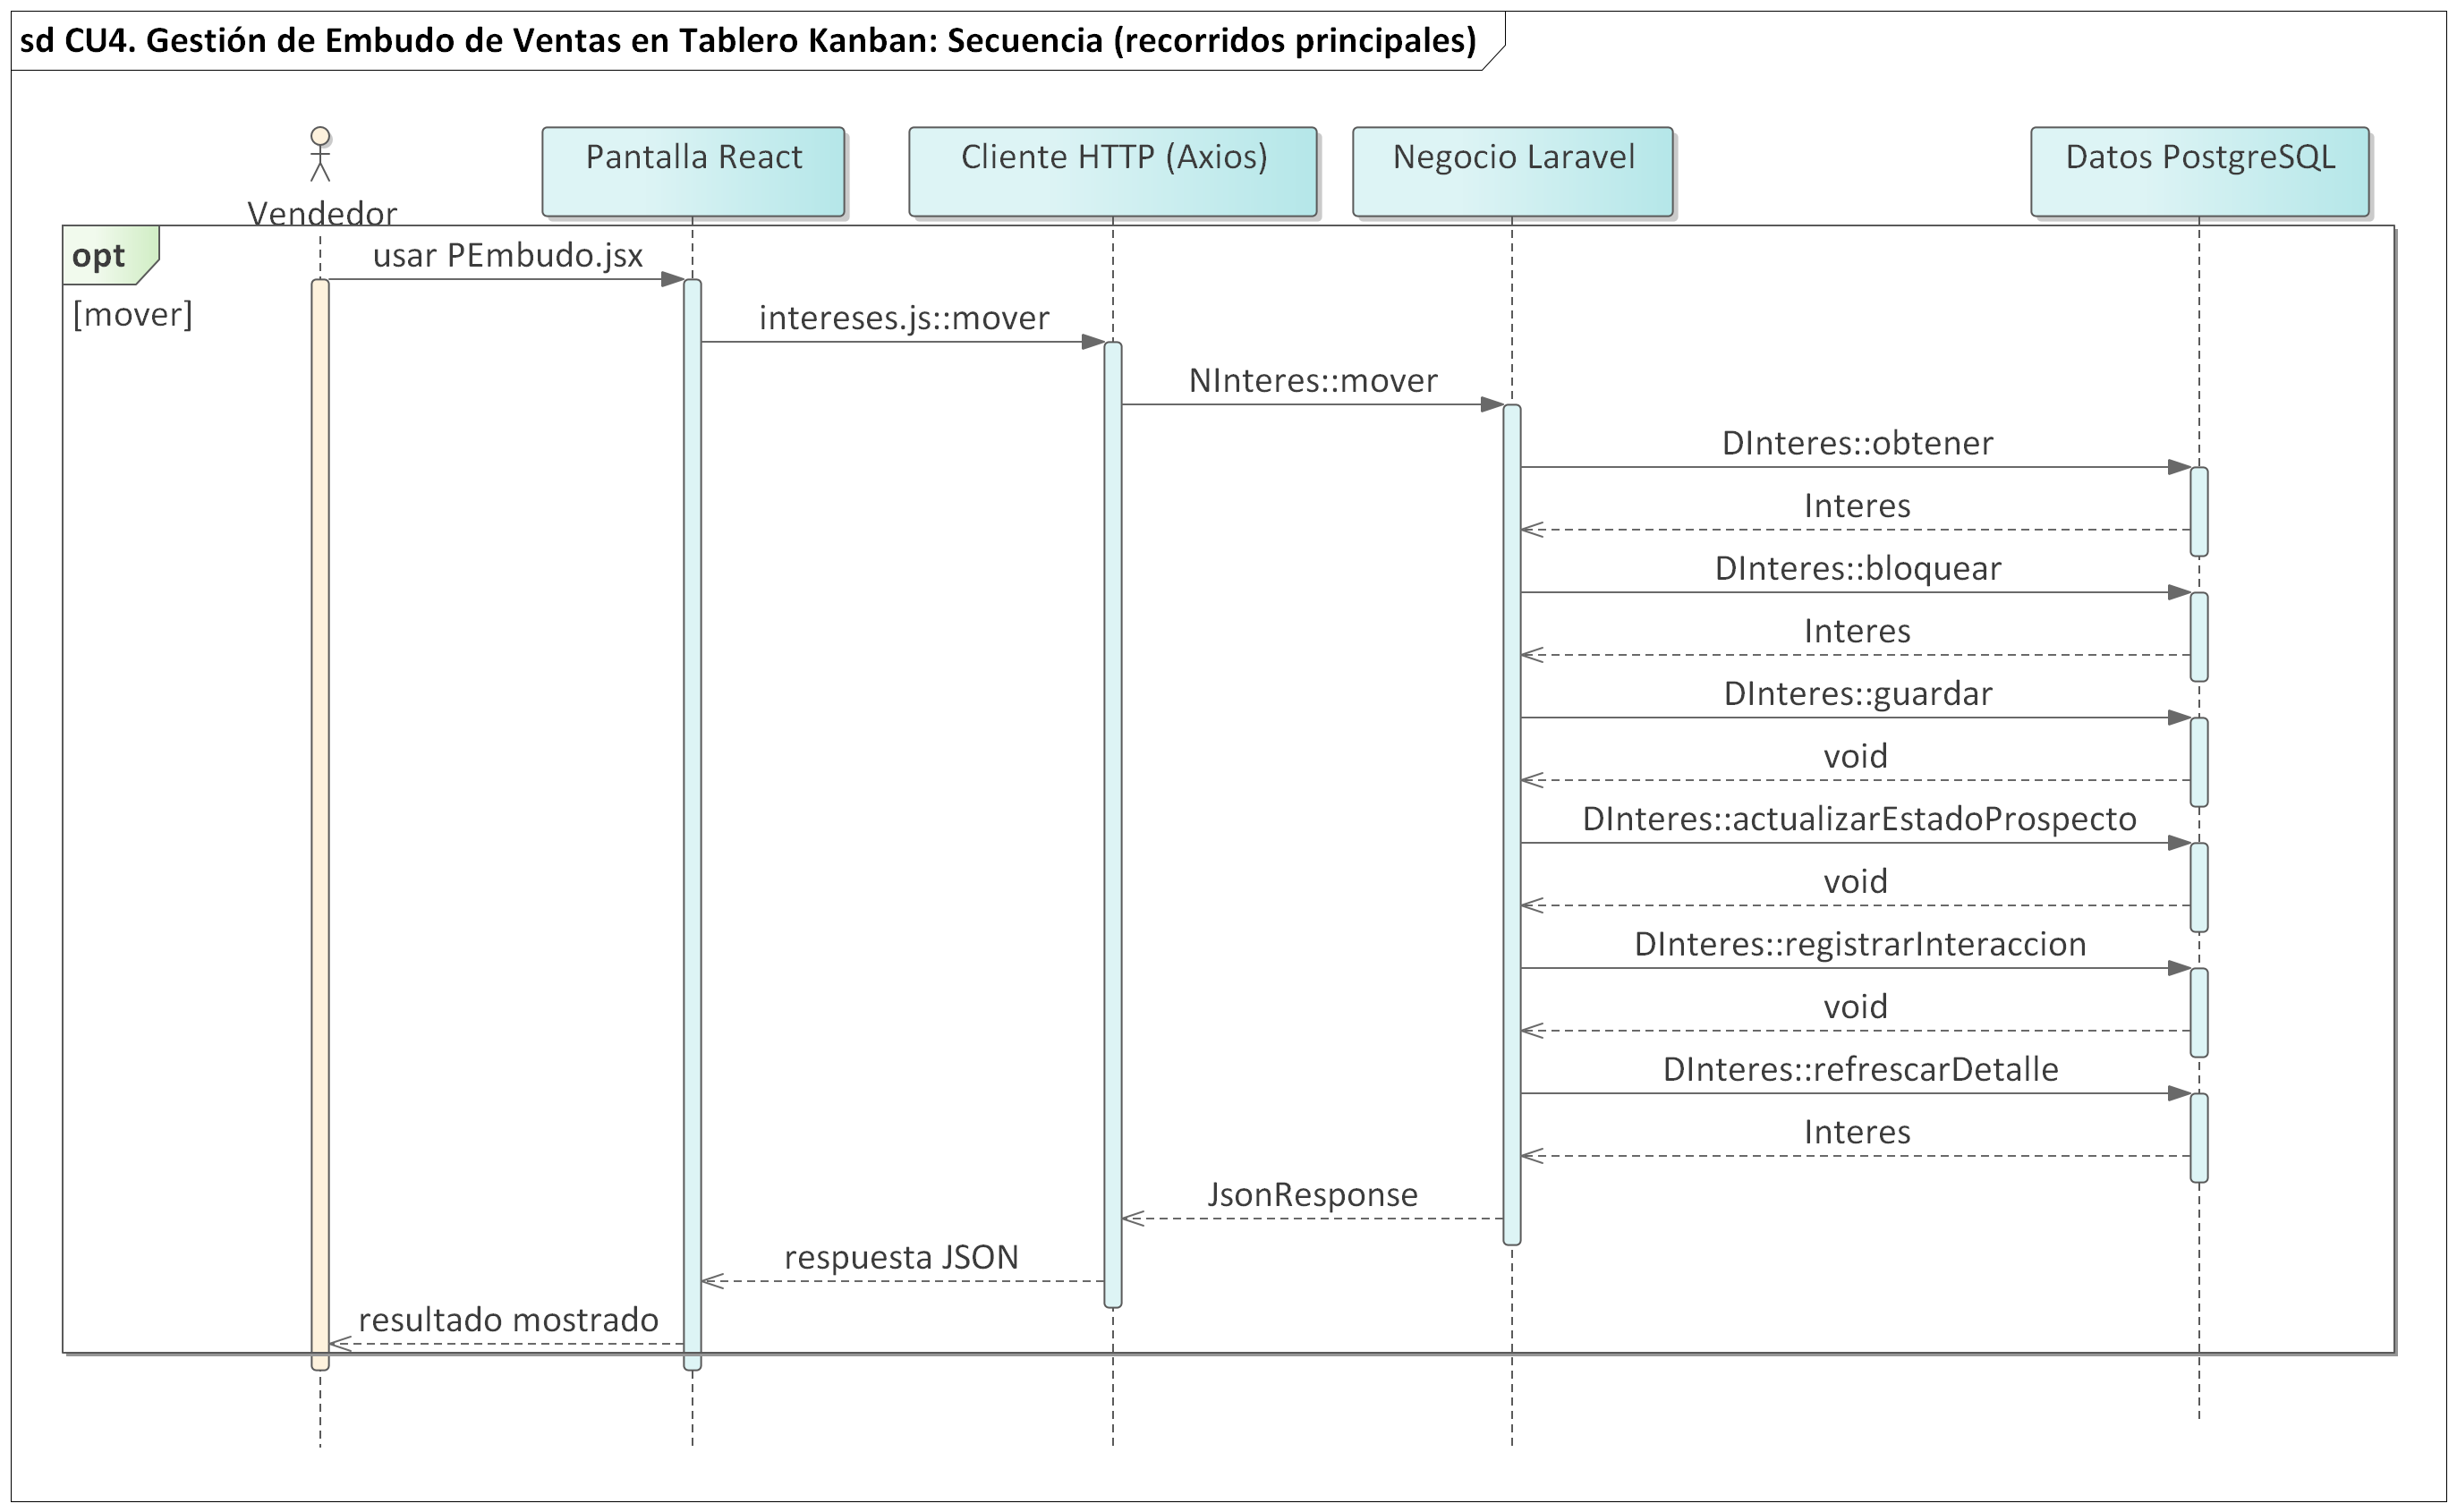 sd CU4. Gestión de Embudo de Ventas en Tablero Kanban: Secuencia (recorridos principales)
Vendedor
Pantalla React
Cliente HTTP (Axios)
Negocio Laravel
Datos PostgreSQL
opt
[mover]
usar PEmbudo.jsx
intereses.js::mover
NInteres::mover
DInteres::obtener
Interes
DInteres::bloquear
Interes
DInteres::guardar
void
DInteres::actualizarEstadoProspecto
void
DInteres::registrarInteraccion
void
DInteres::refrescarDetalle
Interes
JsonResponse
respuesta JSON
resultado mostrado